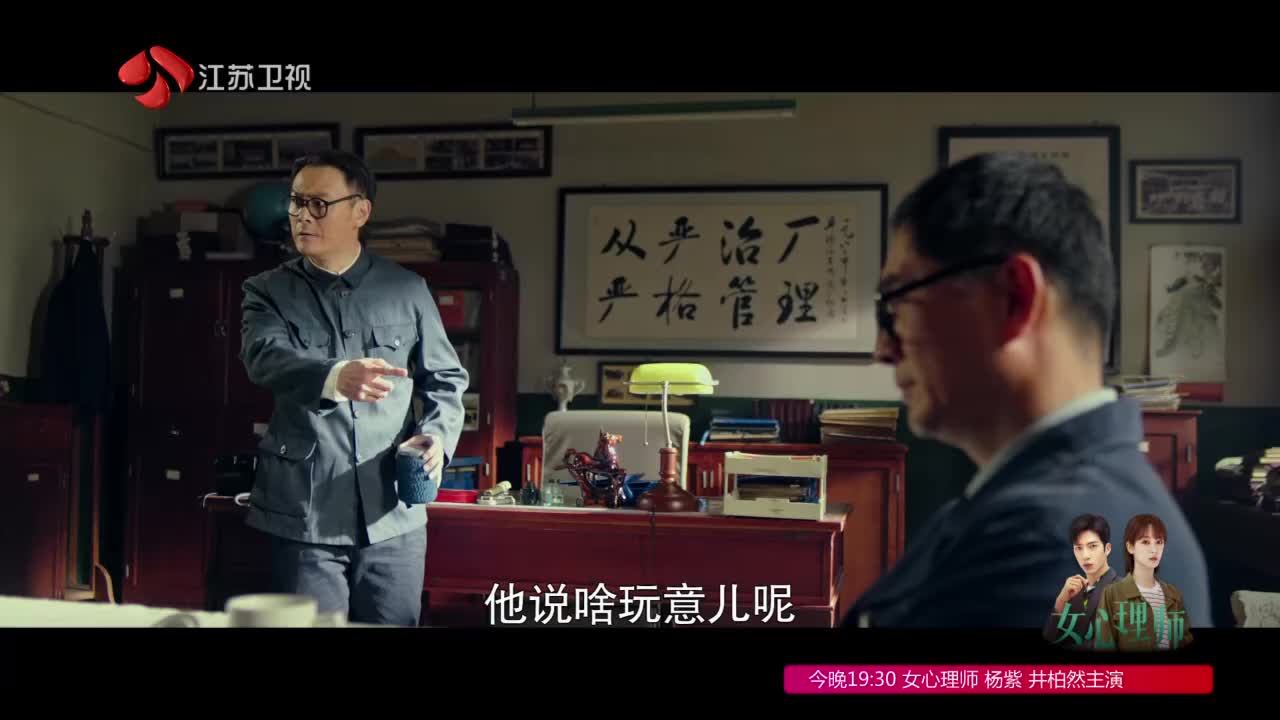 江苏卫视
从严治厂
严格管理
他说啥玩意儿呢
女心理师
今晚19:30 女心理师 杨紫 井柏然主演